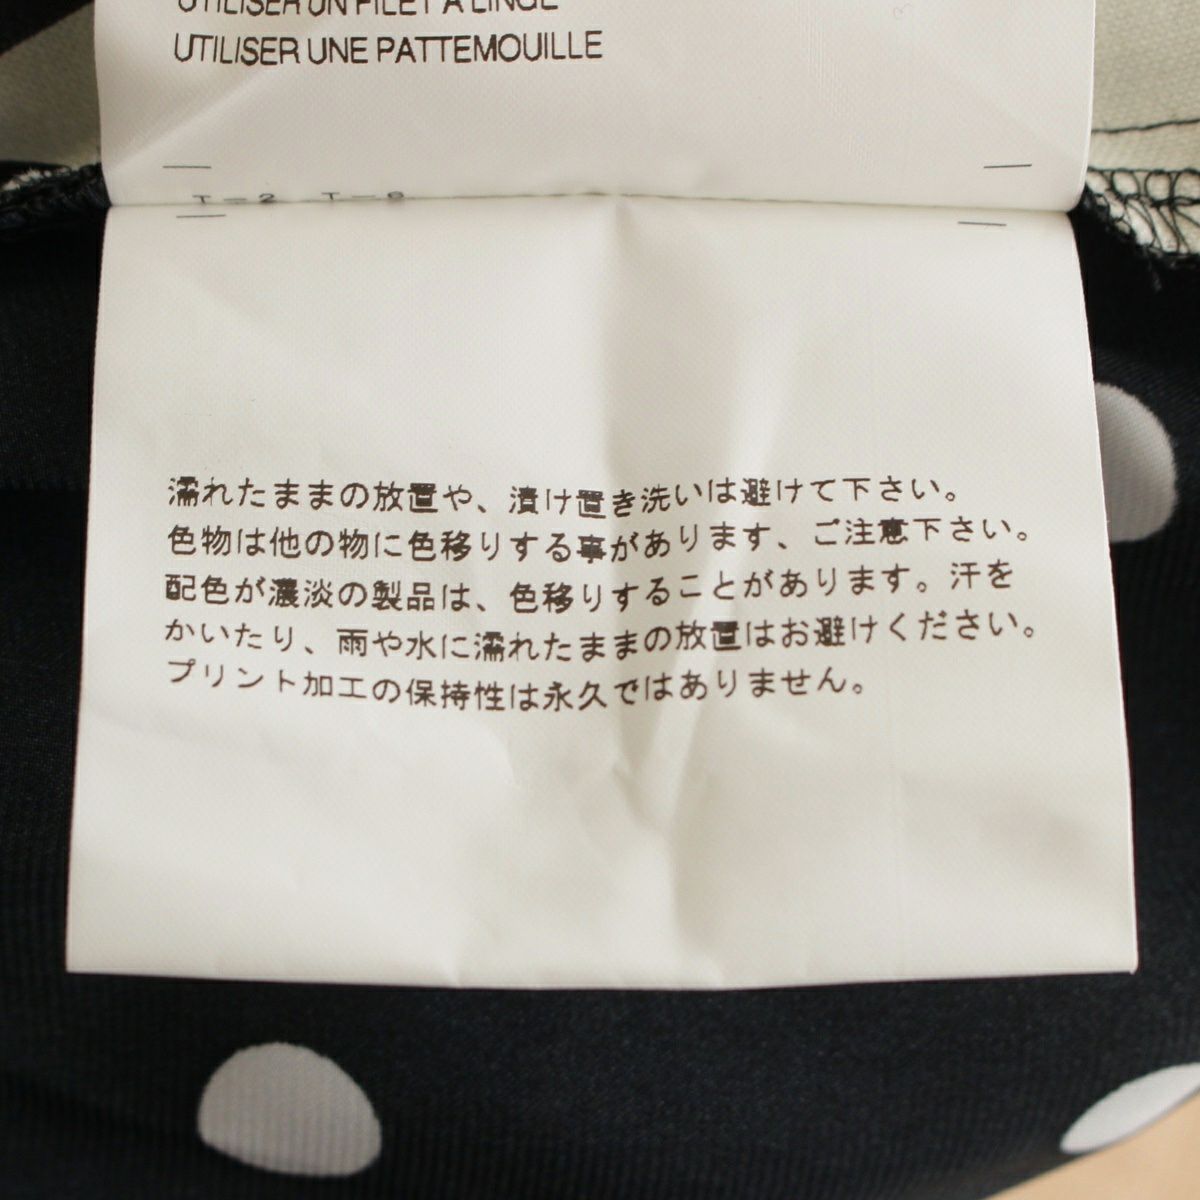 UTILISER UN FILET A LINGE
UTILISER UNE PATTEMOUILLE
T-2 T-6
濡れたままの放置や、漬け置き洗いは避けて下さい。
色物は他の物に色移りする事があります、ご注意下さい。
配色が濃淡の製品は、色移りすることがあります。汗を
かいたり、雨や水に濡れたままの放置はお避けください。
プリント加工の保持性は永久ではありません。